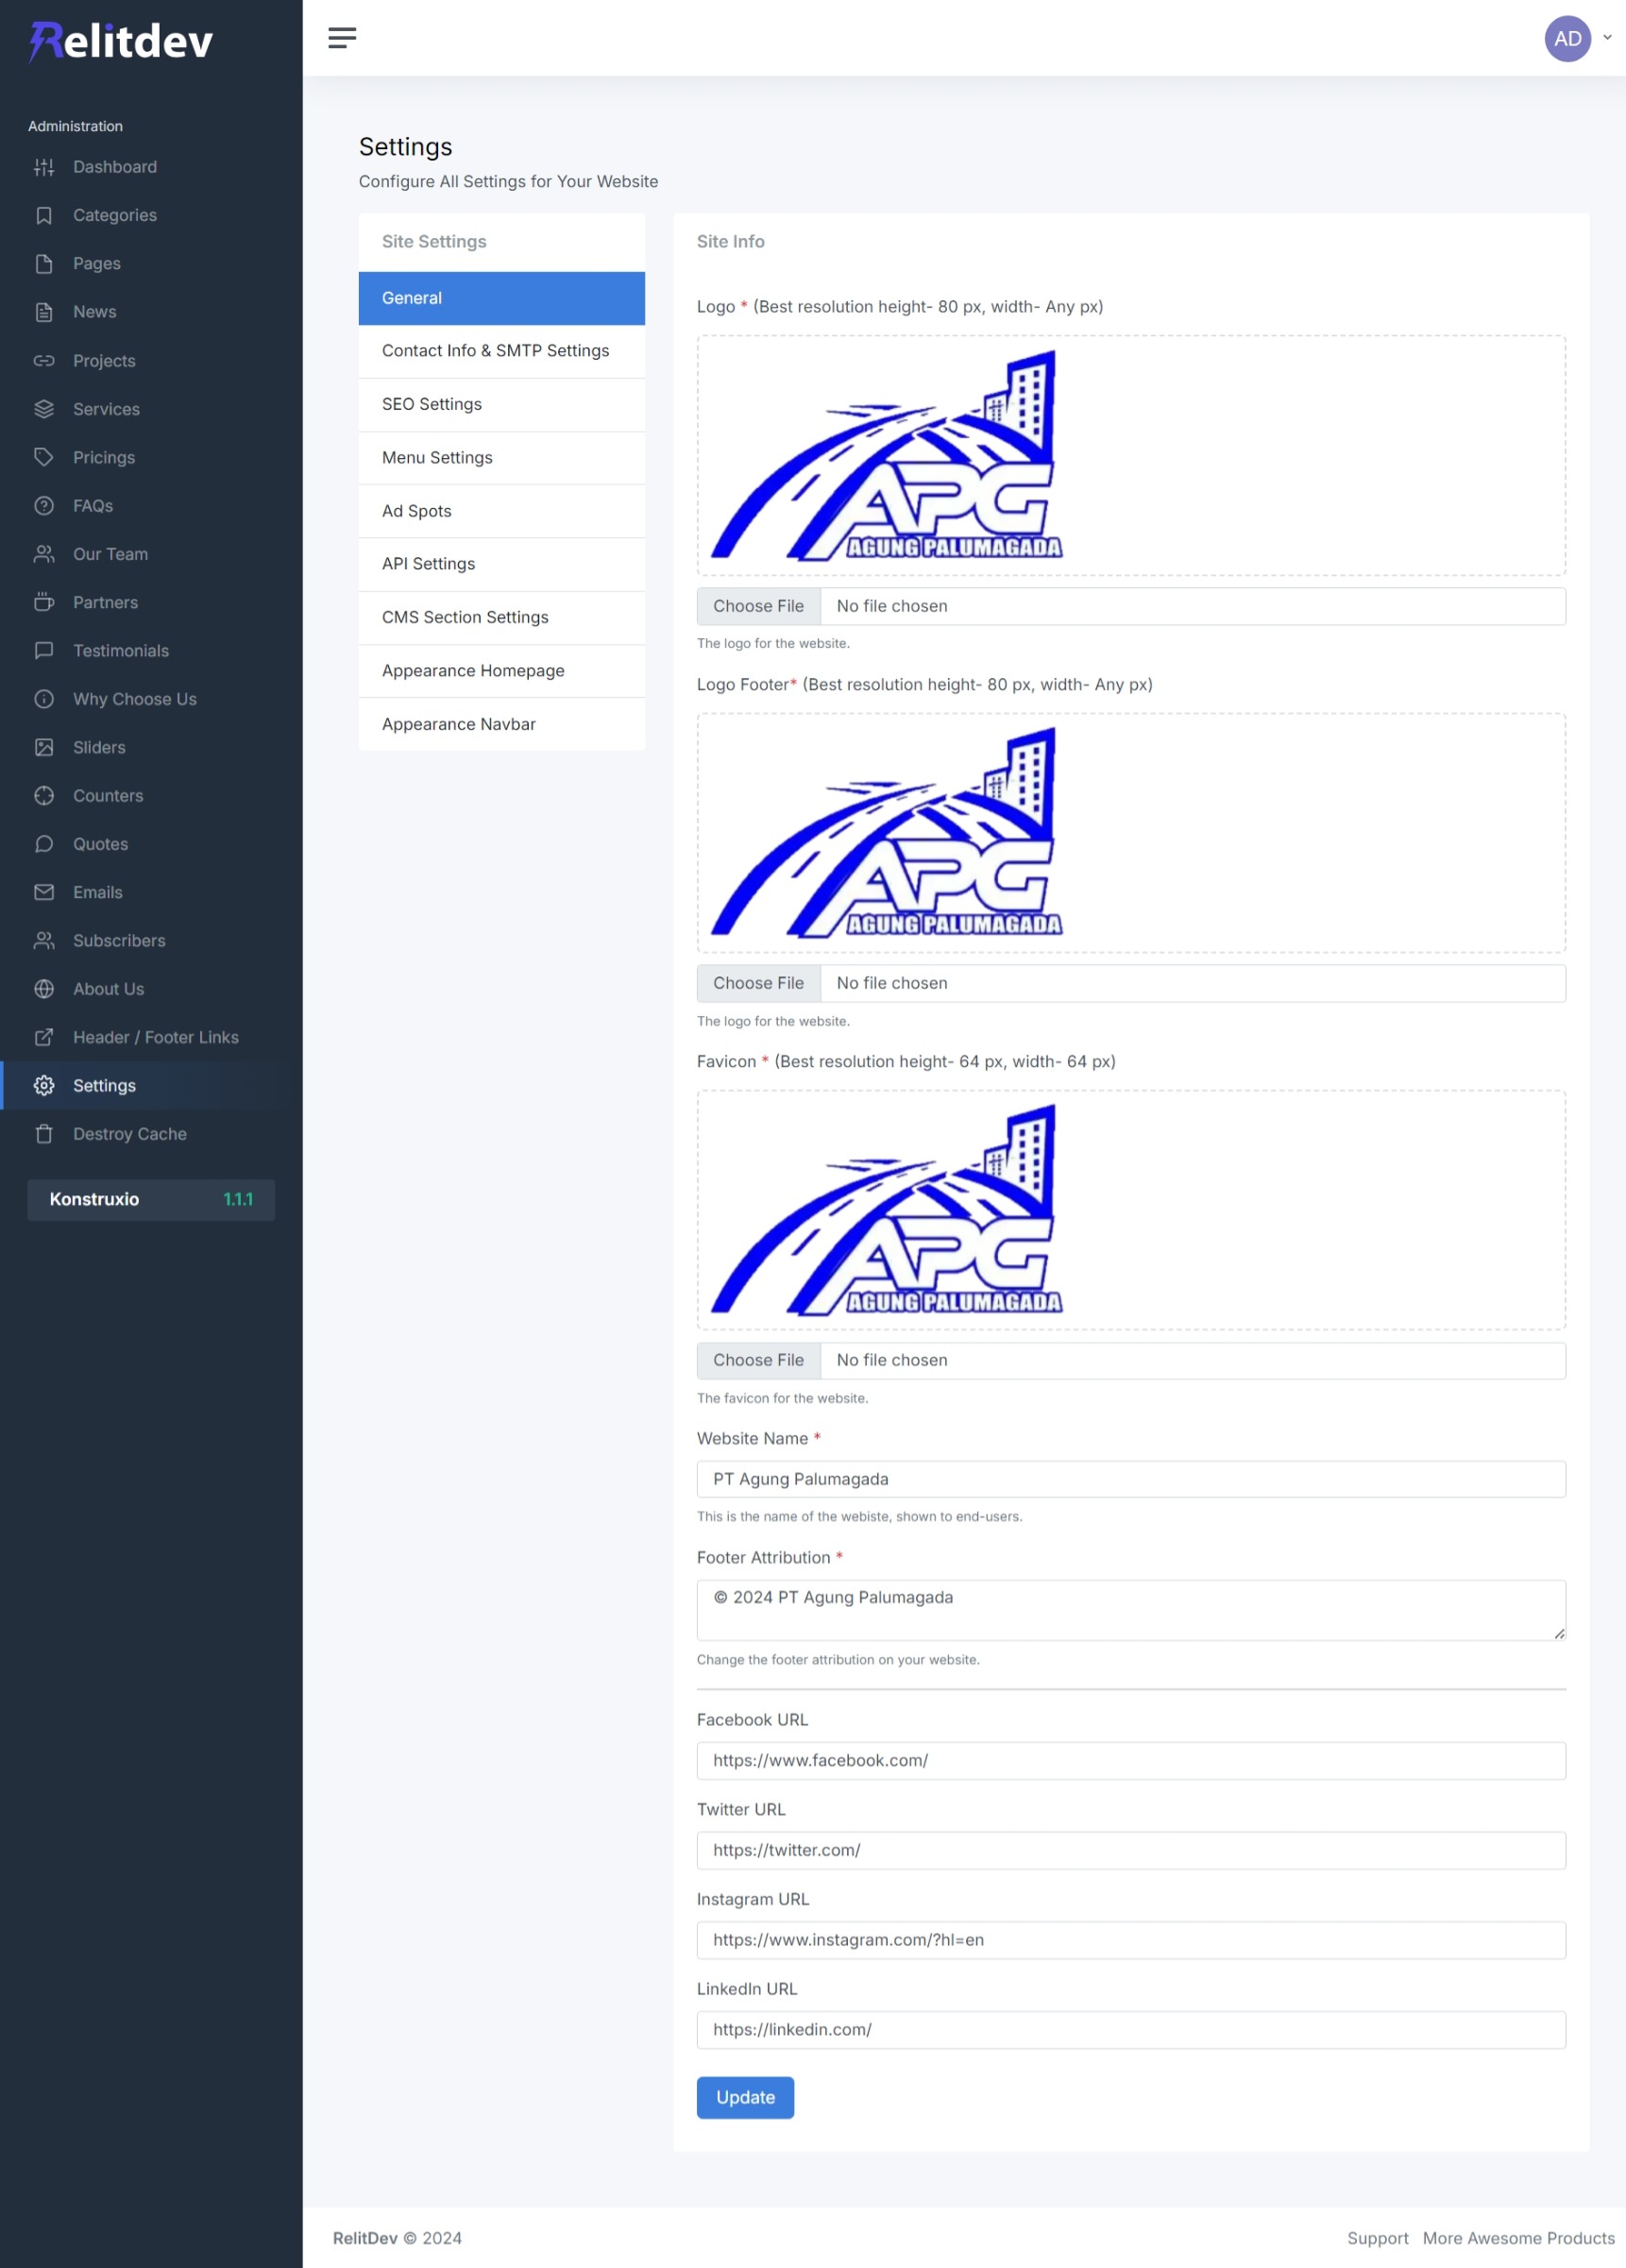 Relitdev
AD
Administration
Dashboard
Categories
Pages
News
Projects
Services
Pricings
FAQs
Our Team
Partners
Testimonials
Why Choose Us
Sliders
Counters
Quotes
Emails
Subscribers
About Us
Header / Footer Links
Settings
Destroy Cache
Konstruxio 1.1.1
Settings
Configure All Settings for Your Website
Site Settings
General
Contact Info & SMTP Settings
SEO Settings
Menu Settings
Ad Spots
API Settings
CMS Section Settings
Appearance Homepage
Appearance Navbar
Site Info
Logo * (Best resolution height- 80 px, width- Any px)
APG
AGUNG PALUMAGADA
Choose File No file chosen
The logo for the website.
Logo Footer* (Best resolution height- 80 px, width- Any px)
APG
AGUNG PALUMAGADA
Choose File No file chosen
The logo for the website.
Favicon * (Best resolution height- 64 px, width- 64 px)
APG
AGUNG PALUMAGADA
Choose File No file chosen
The favicon for the website.
Website Name *
PT Agung Palumagada
This is the name of the webiste, shown to end-users.
Footer Attribution *
© 2024 PT Agung Palumagada
Change the footer attribution on your website.
Facebook URL
https://www.facebook.com/
Twitter URL
https://twitter.com/
Instagram URL
https://www.instagram.com/?hl=en
LinkedIn URL
https://linkedin.com/
Update
RelitDev © 2024
Support More Awesome Products